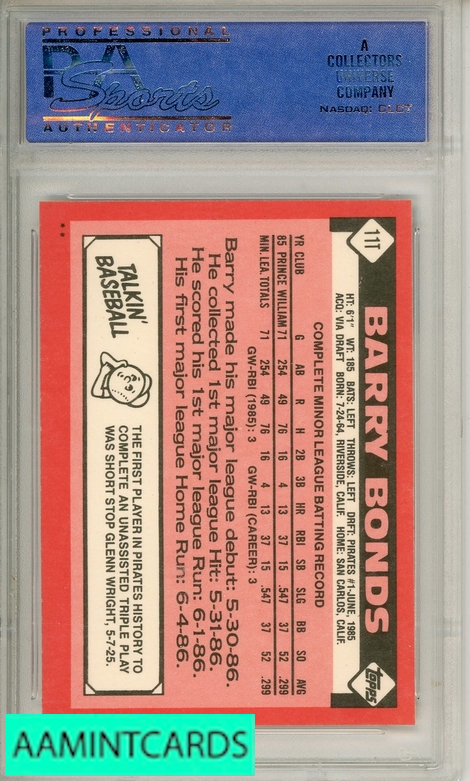 PROFESSIONAL
PSA
Sports
AUTHENTICATOR
A
COLLECTORS
UNIVERSE
COMPANY
NASDAQ: CLCT
11T
BARRY BONDS
topps
HT: 6'1" WT: 185 BATS: LEFT THROWS: LEFT DRFT: PIRATES #1-JUNE, 1985
ACQ: VIA DRAFT BORN: 7-24-64, RIVERSIDE, CALIF. HOME: SAN CARLOS, CALIF.
COMPLETE MINOR LEAGUE BATTING RECORD
YR CLUB G AB R H 2B 3B HR RBI SB SLG BB SO AVG
85 PRINCE WILLIAM 71 254 49 76 16 4 13 37 15 .547 37 52 .299
MIN. LEA. TOTALS 71 254 49 76 16 4 13 37 15 .547 37 52 .299
GW-RBI (1985): 3 GW-RBI (CAREER): 3
Barry made his major league debut: 5-30-86.
He collected 1st major league Hit: 5-31-86.
He scored his 1st major league Run: 6-1-86.
His first major league Home Run: 6-4-86.
TALKIN'
BASEBALL
THE FIRST PLAYER IN PIRATES HISTORY TO
COMPLETE AN UNASSISTED TRIPLE PLAY
WAS SHORT STOP GLENN WRIGHT, 5-7-25.
**
AAMINTCARDS